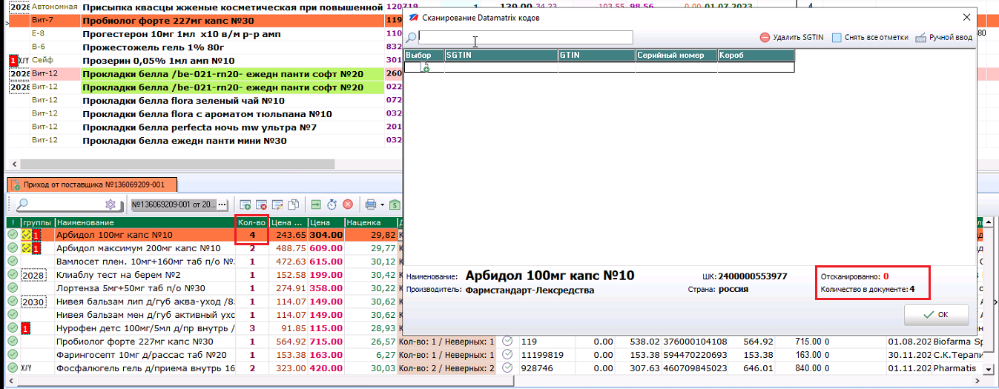 2028 Автономная Присыпка квасцы жженые косметическая при повышенной 120719 1 139.00 34,23 103.55 98,56 0.00 01.07.2023 4
Вит-7 Пробиолог форте 227мг капс №30 119
Е-8 Прогестерон 10мг 1мл х10 в/м р-р амп 110
В-6 Прожестожель гель 1% 80г 832
1 Х/У Сейф Прозерин 0,05% 1мл амп №10 301
2028 Вит-12 Прокладки белла /be-021-rn20- ежедн панти софт №20 260
2028 Вит-12 Прокладки белла /be-021-rn20- ежедн панти софт №20 022
Вит-12 Прокладки белла flora зеленый чай №10 072
Вит-12 Прокладки белла flora с ароматом тюльпана №10 032
Вит-12 Прокладки белла perfecta ночь mw ультра №7 201
Вит-12 Прокладки белла ежедн панти мини №30 032
Сканирование Datamatrix кодов
Удалить SGTIN Снять все отметки Ручной ввод
Выбор SGTIN GTIN Серийный номер Короб
Наименование: Арбидол 100мг капс №10 ШК: 2400000553977 Отсканированно: 0
Производитель: Фармстандарт-Лексредства Страна: россия Количество в документе: 4
ОК
Приход от поставщика №136069209-001
№136069209-001 от 20... ...
! группы Наименование Кол-во Цена ... Цена Наценка
1 Арбидол 100мг капс №10 4 243.65 304.00 29,82
1 Арбидол максимум 200мг капс №10 2 488.75 609.00 29,77
Вамлосет плен. 10мг+160мг таб п/о 1 472.63 615.00 30,12
2028 Клиаблу тест на берем №2 1 152.58 199.00 30,42
Лортенза 5мг+50мг таб п/о №30 1 274.91 358.00 30,22
2030 Нивея бальзам лип д/губ аква-уход 1 114.07 149.00 30,62
Нивея бальзам мен д/губ активный ухо 1 114.07 149.00 30,62
1 Нурофен детс 100мг/5мл д/пр внутрь / 3 91.85 115.00 28,93
Пробиолог форте 227мг капс №30 1 564.92 715.00 26,57 Кол-во: 1 / Неверных: 1 119 0.00 538.02 376000104108 564.92 715.00 0 01.08.202 Biofarma Sp
Фарингосепт 10мг д/рассас таб №20 1 153.38 163.00 6,27 Кол-во: 1 / Неверных: 1 11199819 0.00 153.38 594470220693 153.38 163.00 0 30.11.202 С.К.Терапи
Х/У Фосфалюгель гель д/приема внутрь 16 2 323.00 420.00 30,03 Кол-во: 2 / Неверных: 2 928746 0.00 307.63 460709845023 646.01 840.00 0 01.11.202 Pharmatis